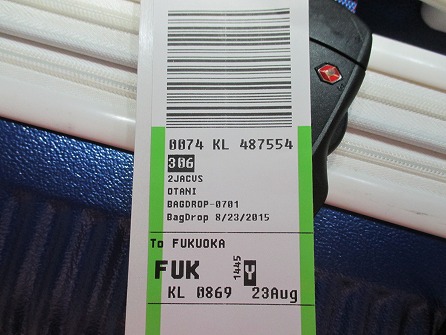 0074 KL 487554
306
2JACUS
OTANI
BAGDROP-0701
BagDrop 8/23/2015
To FUKUOKA
FUK 1445 Y
KL 0869 23Aug